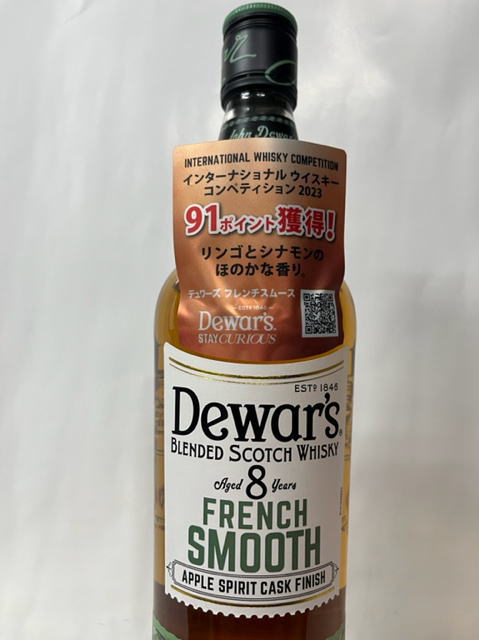 John Dewar
INTERNATIONAL WHISKY COMPETITION
インターナショナル ウイスキー
コンペティション 2023
91ポイント獲得!
リンゴとシナモンの
ほのかな香り。
デュワーズ フレンチスムース
ESTD 1846
Dewar's.
STAY CURIOUS
ESTD 1846
Dewar's®
BLENDED SCOTCH WHISKY
Aged 8 Years
FRENCH
SMOOTH
APPLE SPIRIT CASK FINISH